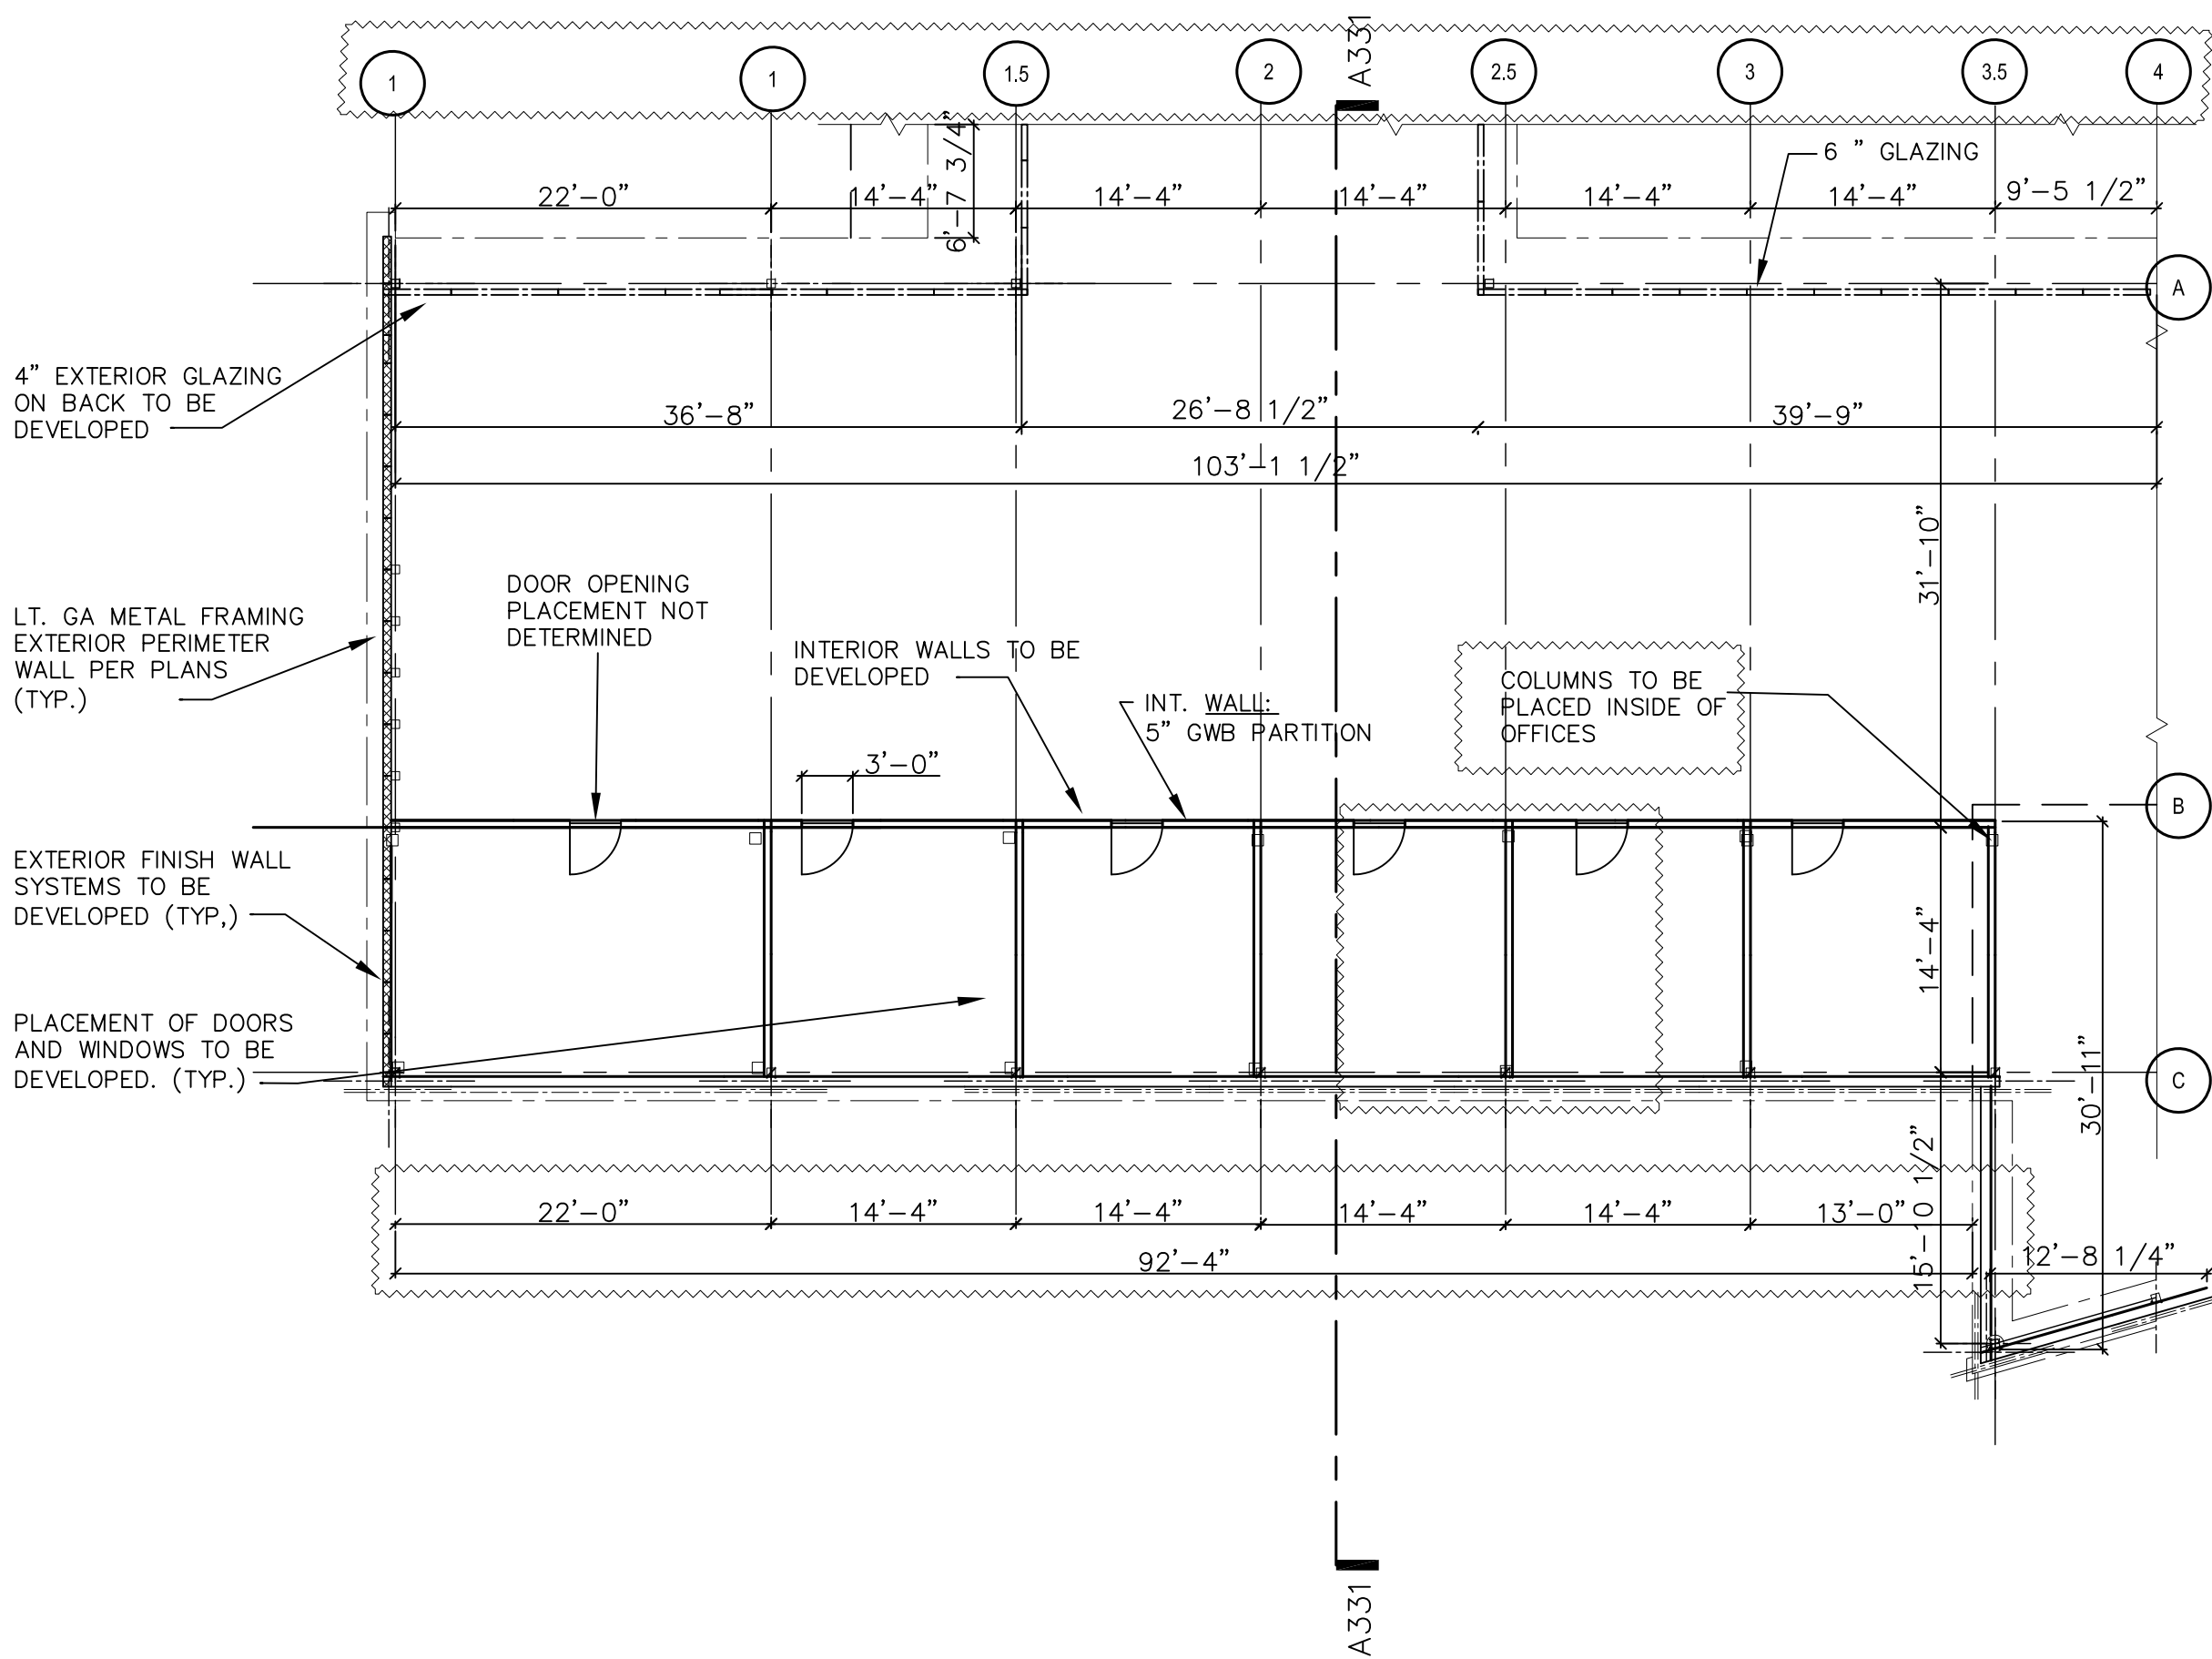 A331
1
1
1.5
2
2.5
3
3.5
4
6 " GLAZING
6'-7 3/4"
22'-0"
14'-4"
14'-4"
14'-4"
14'-4"
14'-4"
9'-5 1/2"
A
4" EXTERIOR GLAZING
ON BACK TO BE
DEVELOPED
36'-8"
26'-8 1/2"
39'-9"
103'-1 1/2"
31'-10"
LT. GA METAL FRAMING
EXTERIOR PERIMETER
WALL PER PLANS
(TYP.)
DOOR OPENING
PLACEMENT NOT
DETERMINED
INTERIOR WALLS TO BE
DEVELOPED
INT. WALL:
5" GWB PARTITION
COLUMNS TO BE
PLACED INSIDE OF
OFFICES
3'-0"
B
EXTERIOR FINISH WALL
SYSTEMS TO BE
DEVELOPED (TYP,)
14'-4"
PLACEMENT OF DOORS
AND WINDOWS TO BE
DEVELOPED. (TYP.)
C
30'-11"
15'-10 1/2"
22'-0"
14'-4"
14'-4"
14'-4"
14'-4"
13'-0"
92'-4"
12'-8 1/4"
A331